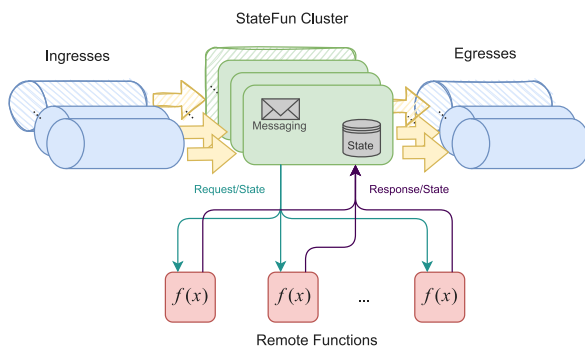 StateFun Cluster
Ingresses
Egresses
Messaging
State
Request/State
Response/State
f(x)
f(x)
...
f(x)
Remote Functions